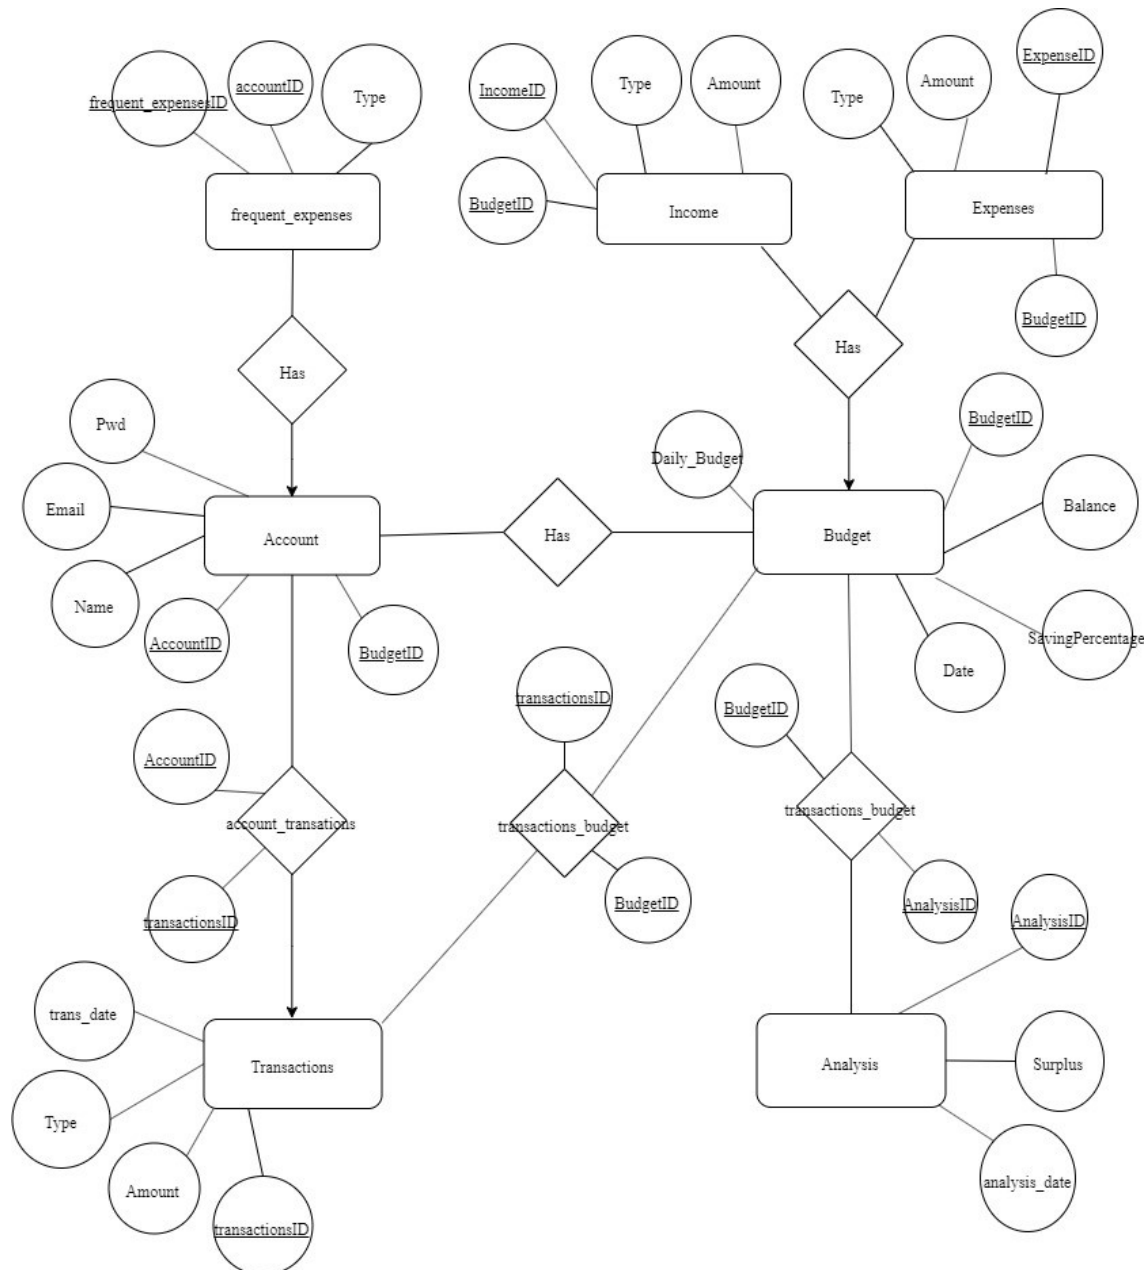 ExpenseID
frequent_expensesID
accountID
Type
IncomeID
Type
Amount
Type
Amount
BudgetID
frequent_expenses
Income
Expenses
BudgetID
Has
Has
Pwd
Daily_Budget
BudgetID
Email
Balance
Account
Has
Budget
Name
AccountID
BudgetID
SavingPercentage
Date
transactionsID
BudgetID
AccountID
account_transations
transactions_budget
transactions_budget
transactionsID
BudgetID
AnalysisID
AnalysisID
trans_date
Transactions
Analysis
Surplus
Type
Amount
analysis_date
transactionsID